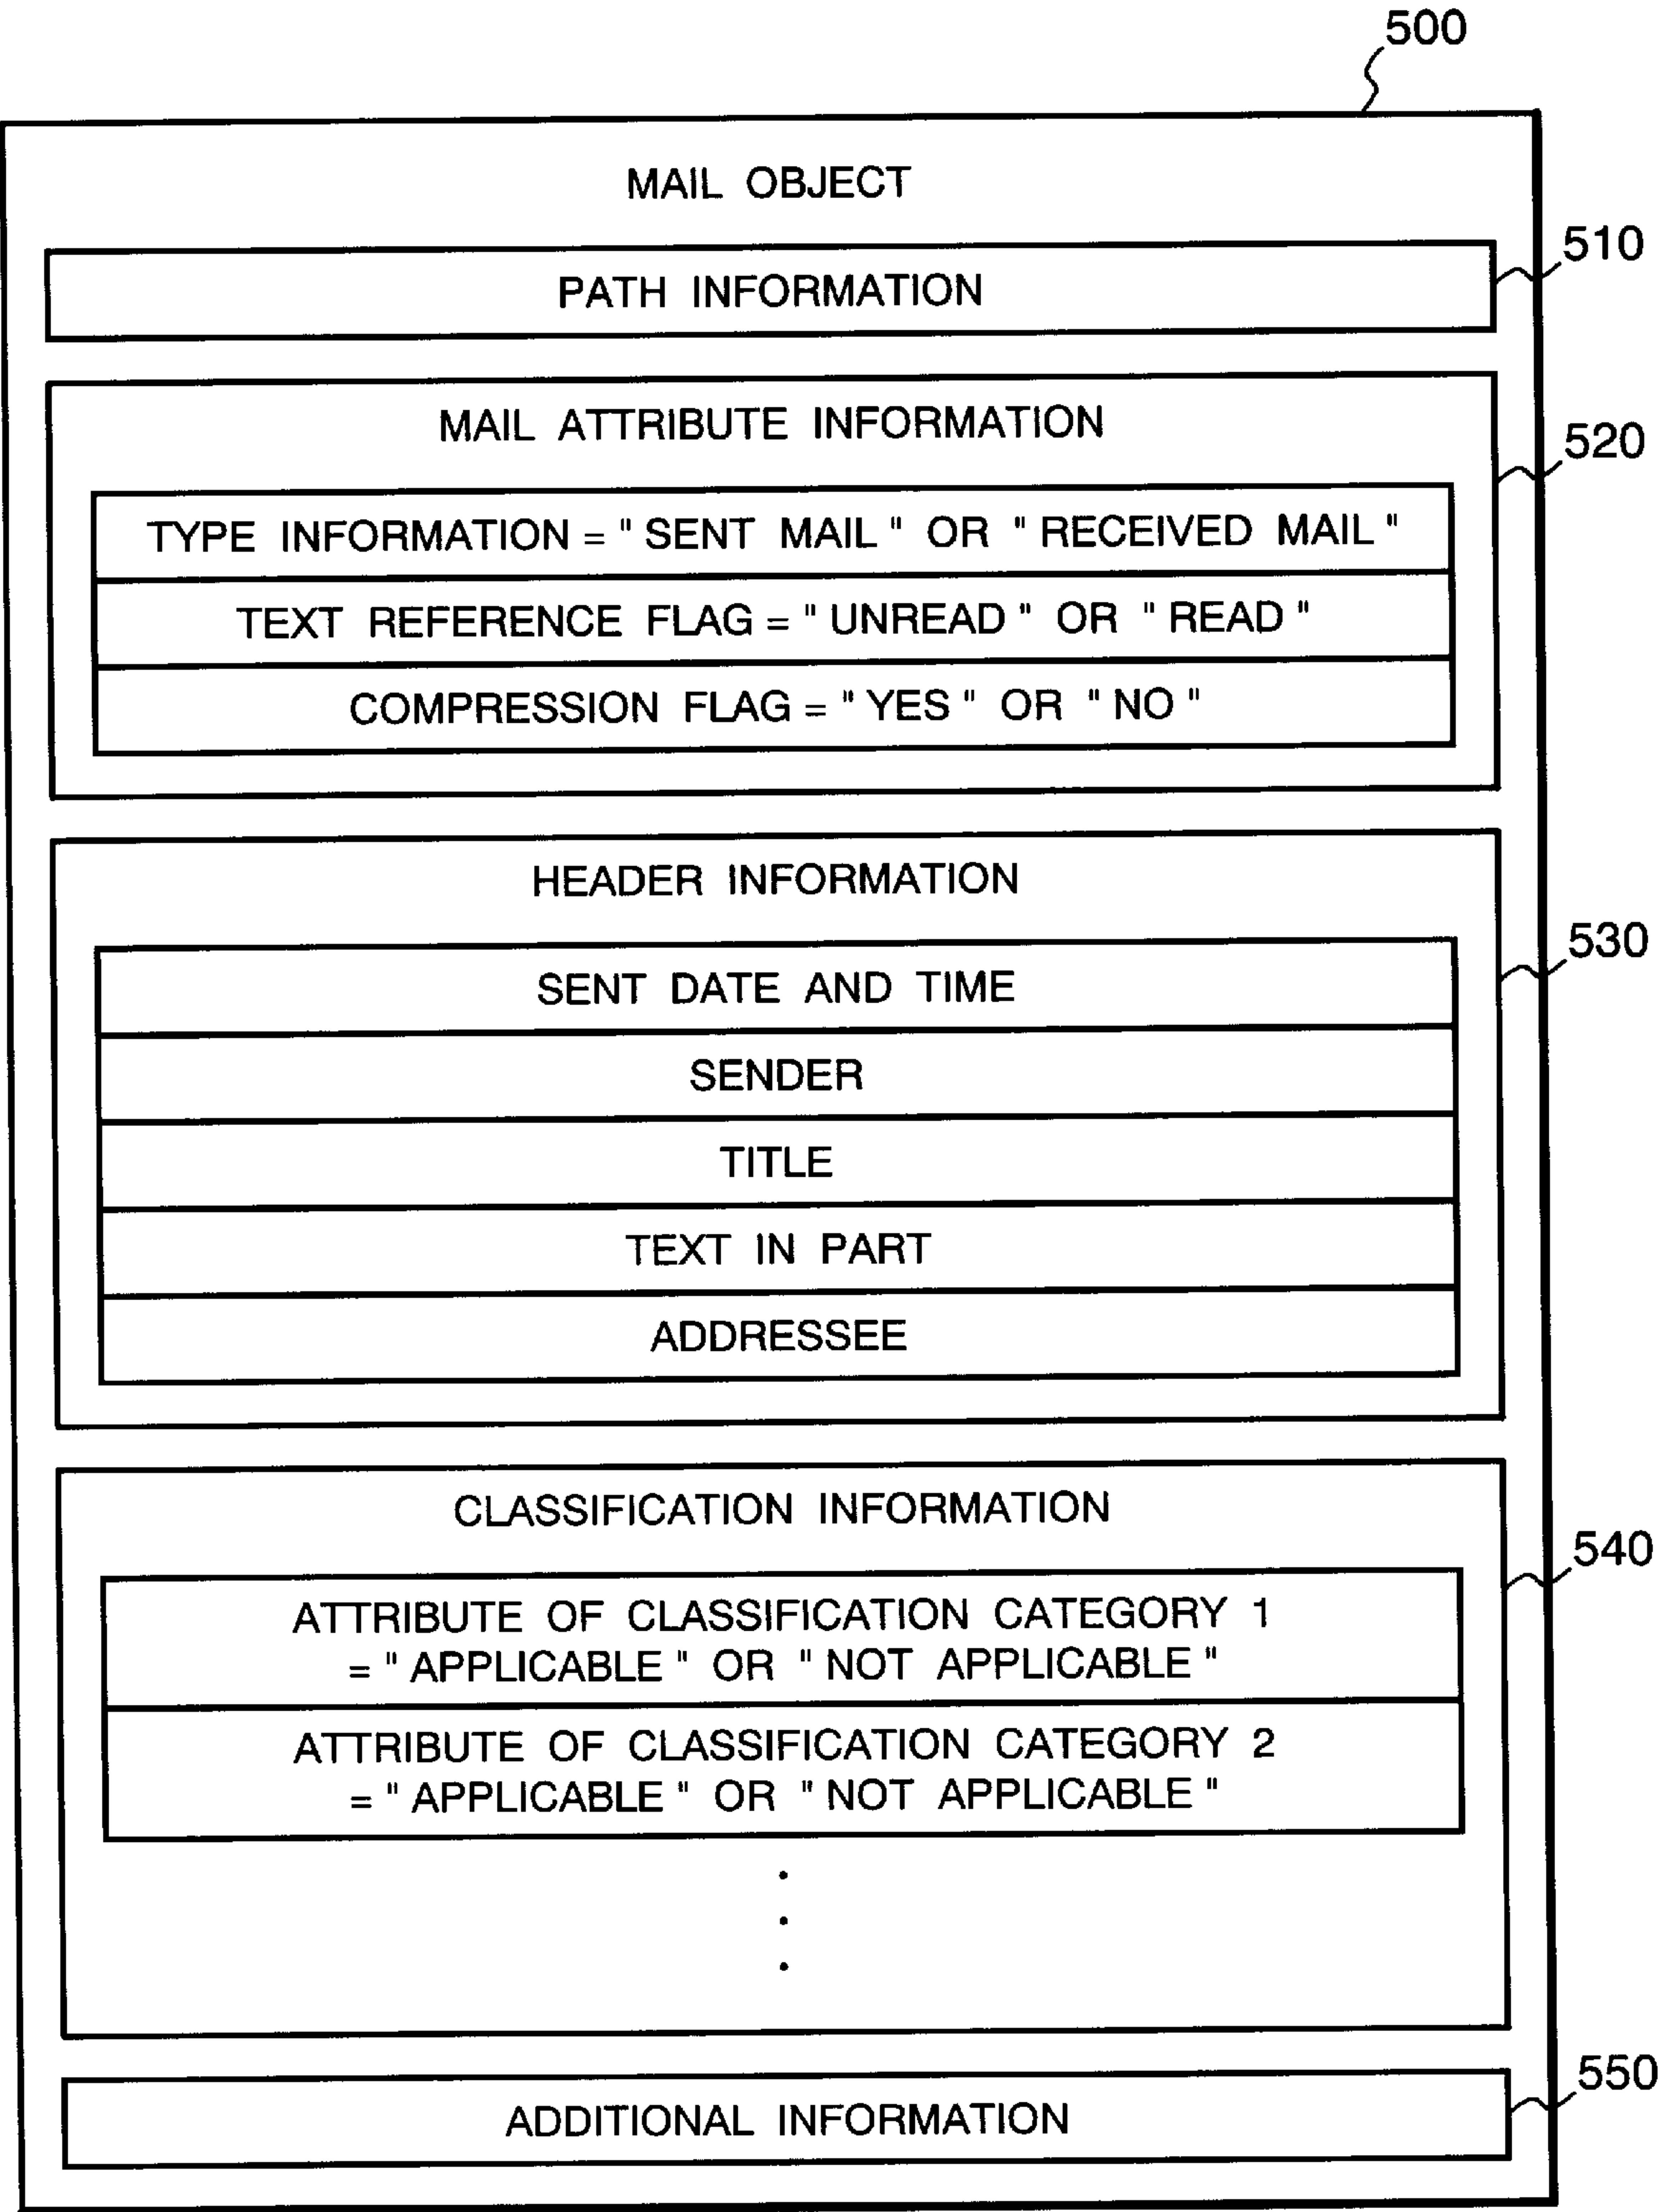 500
MAIL OBJECT
510
PATH INFORMATION
MAIL ATTRIBUTE INFORMATION
520
TYPE INFORMATION = " SENT MAIL " OR " RECEIVED MAIL "
TEXT REFERENCE FLAG = " UNREAD " OR " READ "
COMPRESSION FLAG = " YES " OR " NO "
HEADER INFORMATION
530
SENT DATE AND TIME
SENDER
TITLE
TEXT IN PART
ADDRESSEE
CLASSIFICATION INFORMATION
540
ATTRIBUTE OF CLASSIFICATION CATEGORY 1
= " APPLICABLE " OR " NOT APPLICABLE "
ATTRIBUTE OF CLASSIFICATION CATEGORY 2
= " APPLICABLE " OR " NOT APPLICABLE "
550
ADDITIONAL INFORMATION